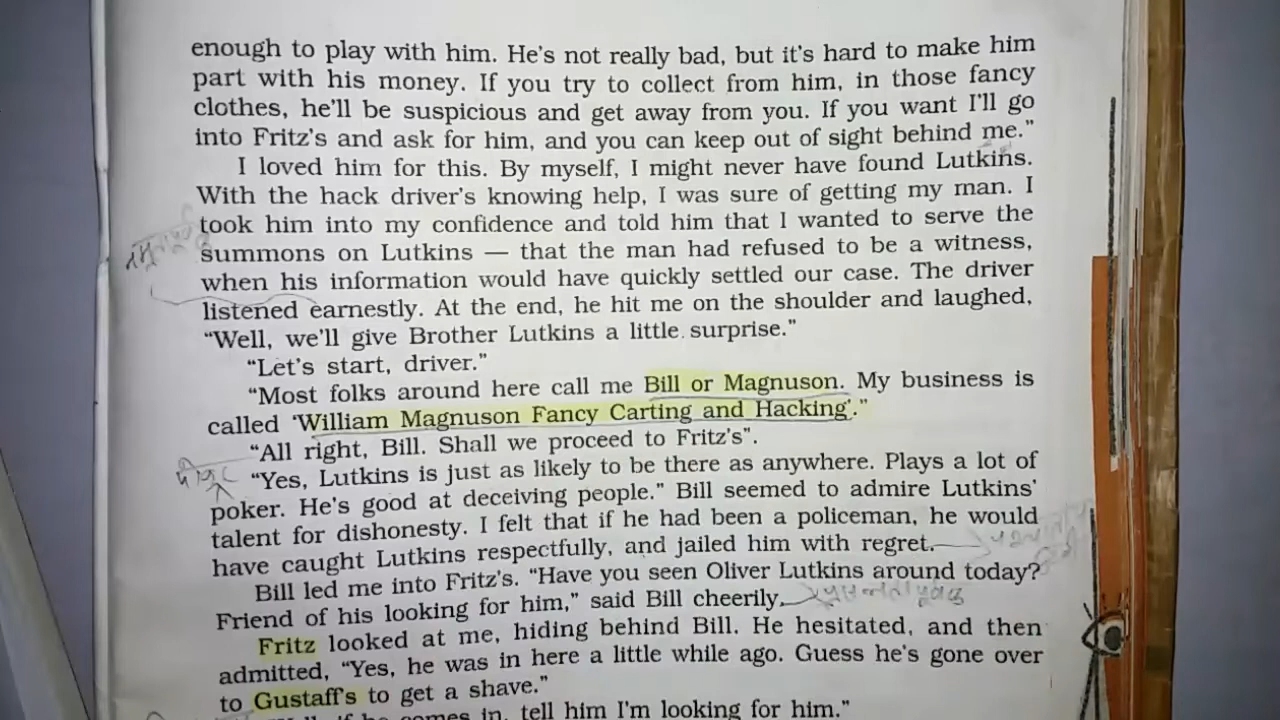 enough to play with him. He's not really bad, but it's hard to make him
part with his money. If you try to collect from him, in those fancy
clothes, he'll be suspicious and get away from you. If you want I'll go
into Fritz's and ask for him, and you can keep out of sight behind me."
I loved him for this. By myself, I might never have found Lutkins.
With the hack driver's knowing help, I was sure of getting my man. I
took him into my confidence and told him that I wanted to serve the
summons on Lutkins — that the man had refused to be a witness,
when his information would have quickly settled our case. The driver
listened earnestly. At the end, he hit me on the shoulder and laughed,
"Well, we'll give Brother Lutkins a little surprise."
"Let's start, driver."
"Most folks around here call me Bill or Magnuson. My business is
called 'William Magnuson Fancy Carting and Hacking'."
"All right, Bill. Shall we proceed to Fritz's".
"Yes, Lutkins is just as likely to be there as anywhere. Plays a lot of
poker. He's good at deceiving people." Bill seemed to admire Lutkins'
talent for dishonesty. I felt that if he had been a policeman, he would
have caught Lutkins respectfully, and jailed him with regret.
Bill led me into Fritz's. "Have you seen Oliver Lutkins around today?
Friend of his looking for him," said Bill cheerily.
Fritz looked at me, hiding behind Bill. He hesitated, and then
admitted, "Yes, he was in here a little while ago. Guess he's gone over
to Gustaff's to get a shave."
comes in, tell him I'm looking for him."